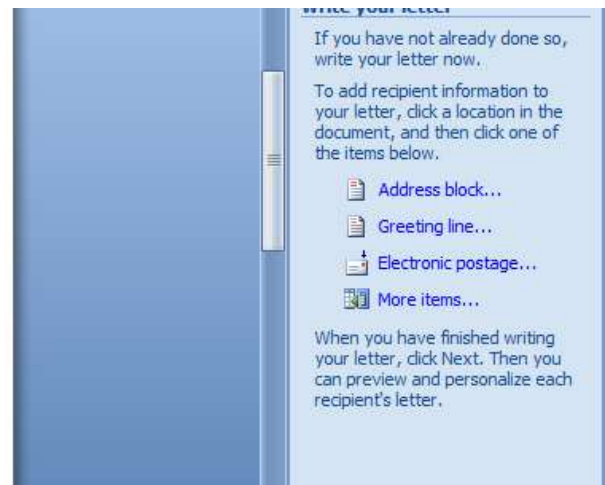 Write your letter
If you have not already done so,
write your letter now.
To add recipient information to
your letter, click a location in the
document, and then click one of
the items below.
Address block...
Greeting line...
Electronic postage...
More items...
When you have finished writing
your letter, click Next. Then you
can preview and personalize each
recipient's letter.